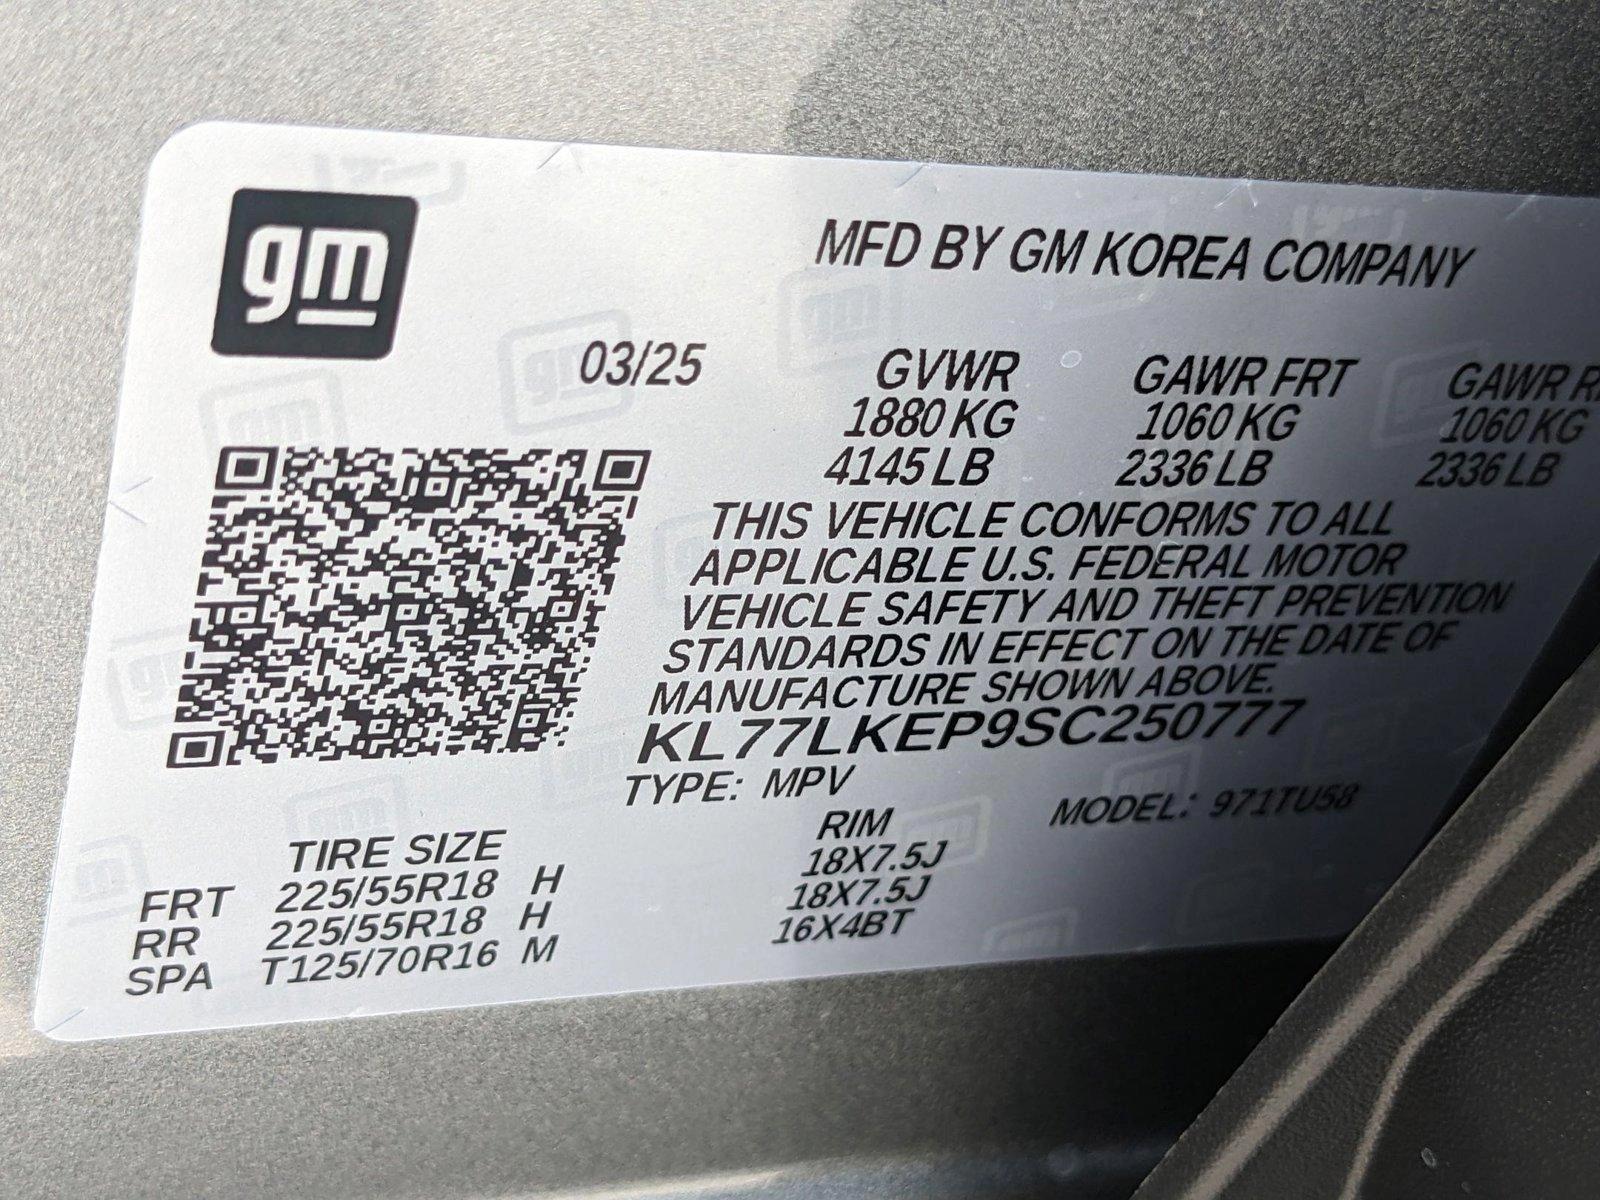 gm
MFD BY GM KOREA COMPANY
03/25
GVWR GAWR FRT GAWR
1880 KG 1060 KG 1060 KG
4145 LB 2336 LB 2336 LB
THIS VEHICLE CONFORMS TO ALL
APPLICABLE U.S. FEDERAL MOTOR
VEHICLE SAFETY AND THEFT PREVENTION
STANDARDS IN EFFECT ON THE DATE OF
MANUFACTURE SHOWN ABOVE.
KL77LKEP9SC250777
TYPE: MPV MODEL: 971TU58
TIRE SIZE RIM
FRT 225/55R18 H 18X7.5J
RR 225/55R18 H 18X7.5J
SPA T125/70R16 M 16X4BT